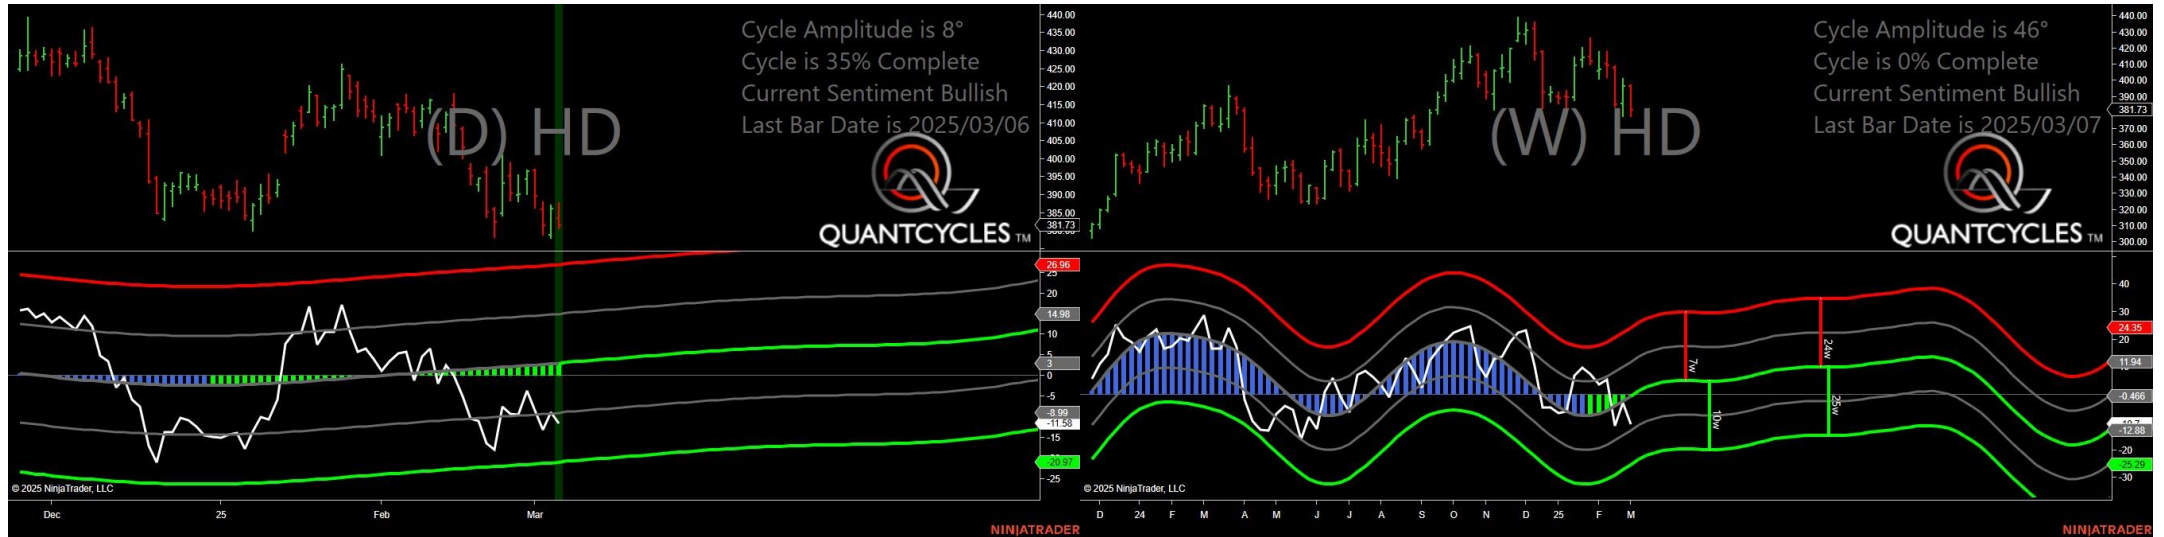 Cycle Amplitude is 8°
Cycle is 35% Complete
Current Sentiment Bullish
Last Bar Date is 2025/03/06
(D) HD
QUANTCYCLES TM
440.00
435.00
430.00
425.00
420.00
415.00
410.00
405.00
400.00
395.00
390.00
385.00
381.73
26.96
25
20
14.98
10
5
3
0
-5
-8.99
-11.58
-15
-20.97
-25
© 2025 NinjaTrader, LLC
Dec
25
Feb
Mar
NINJATRADER
Cycle Amplitude is 46°
Cycle is 0% Complete
Current Sentiment Bullish
Last Bar Date is 2025/03/07
(W) HD
QUANTCYCLES TM
440.00
430.00
420.00
410.00
400.00
390.00
381.73
370.00
360.00
350.00
340.00
330.00
320.00
310.00
300.00
7w
24w
10w
25w
40
30
24.35
20
11.94
-0.466
-12.88
-20
-25.29
-30
© 2025 NinjaTrader, LLC
D
24
F
M
A
M
J
J
A
S
O
N
D
25
F
M
NINJATRADER